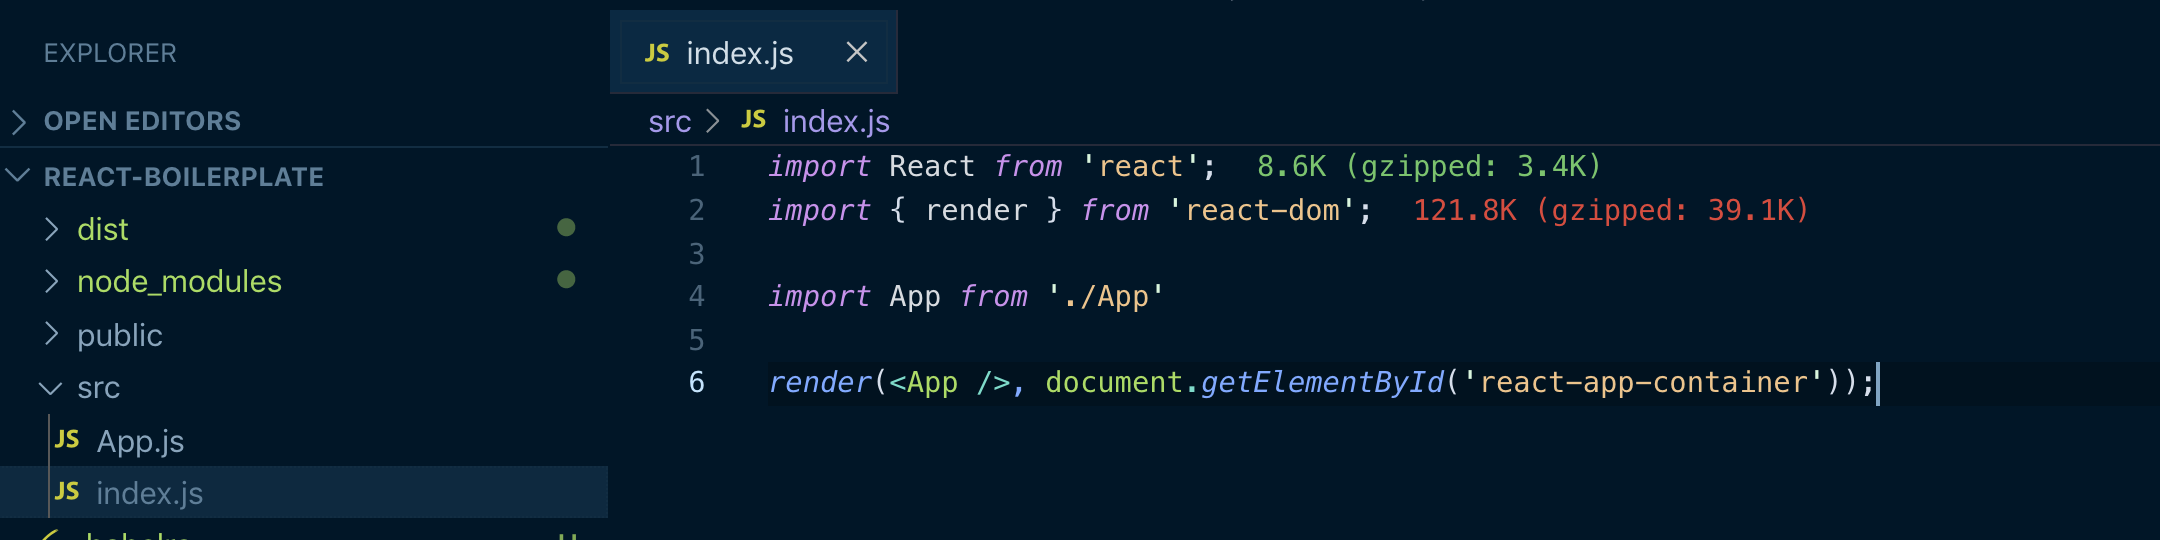 EXPLORER
OPEN EDITORS
REACT-BOILERPLATE
dist
node_modules
public
src
JS App.js
JS index.js
JS index.js
src > JS index.js
1 import React from 'react'; 8.6K (gzipped: 3.4K)
2 import { render } from 'react-dom'; 121.8K (gzipped: 39.1K)
3
4 import App from './App'
5
6 render(<App />, document.getElementById('react-app-container'));